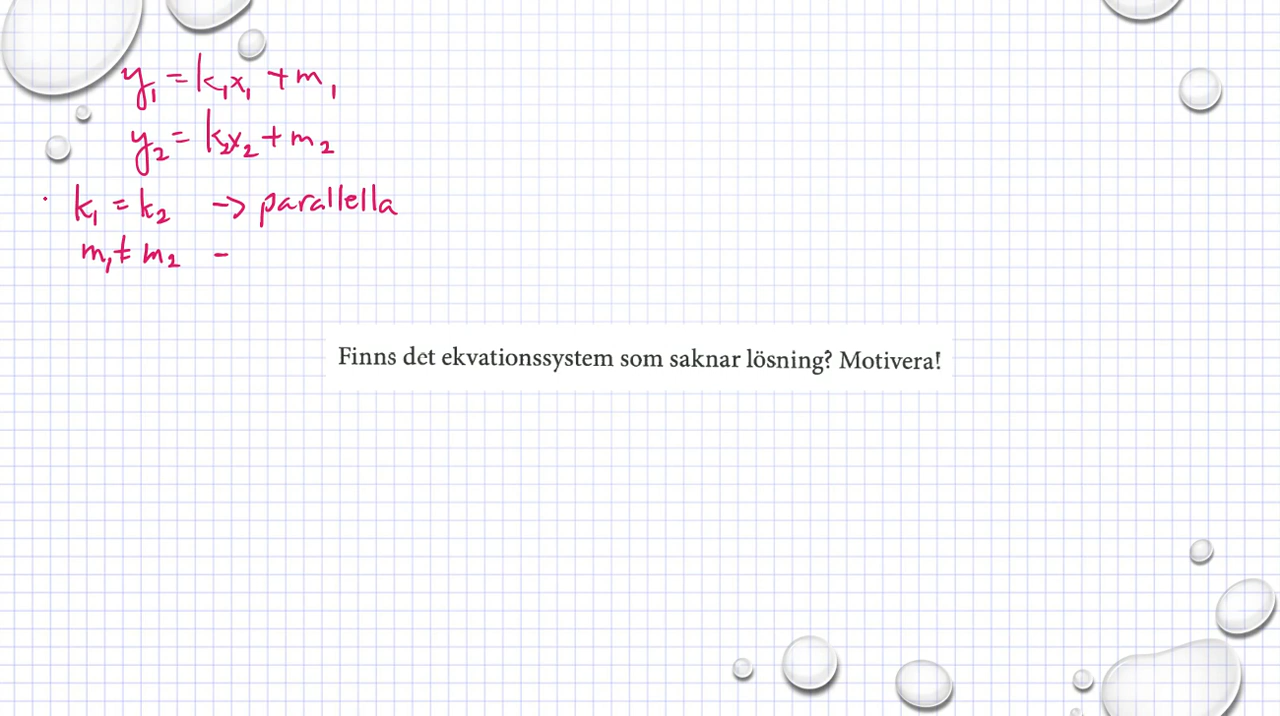 y₁ = k₁x₁ + m₁
y₂ = k₂x₂ + m₂
k₁ = k₂ -> parallella
m₁ ≠ m₂ -
Finns det ekvationssystem som saknar lösning? Motivera!